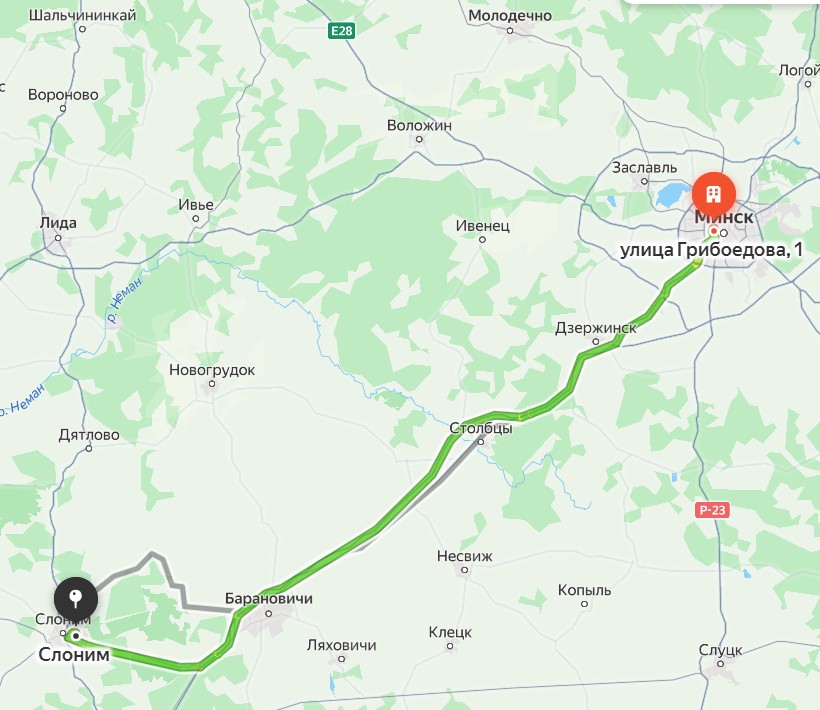 Шальчининкай
Молодечно
E28
Логой
Вороново
Воложин
Заславль
Ивье
Лида
Ивенец
Минск
улица Грибоедова, 1
р. Неман
Дзержинск
Новогрудок
р. Неман
Дятлово
Столбцы
Р-23
Несвиж
Барановичи
Копыль
Слоним
Клецк
Ляховичи
Слуцк
Слоним